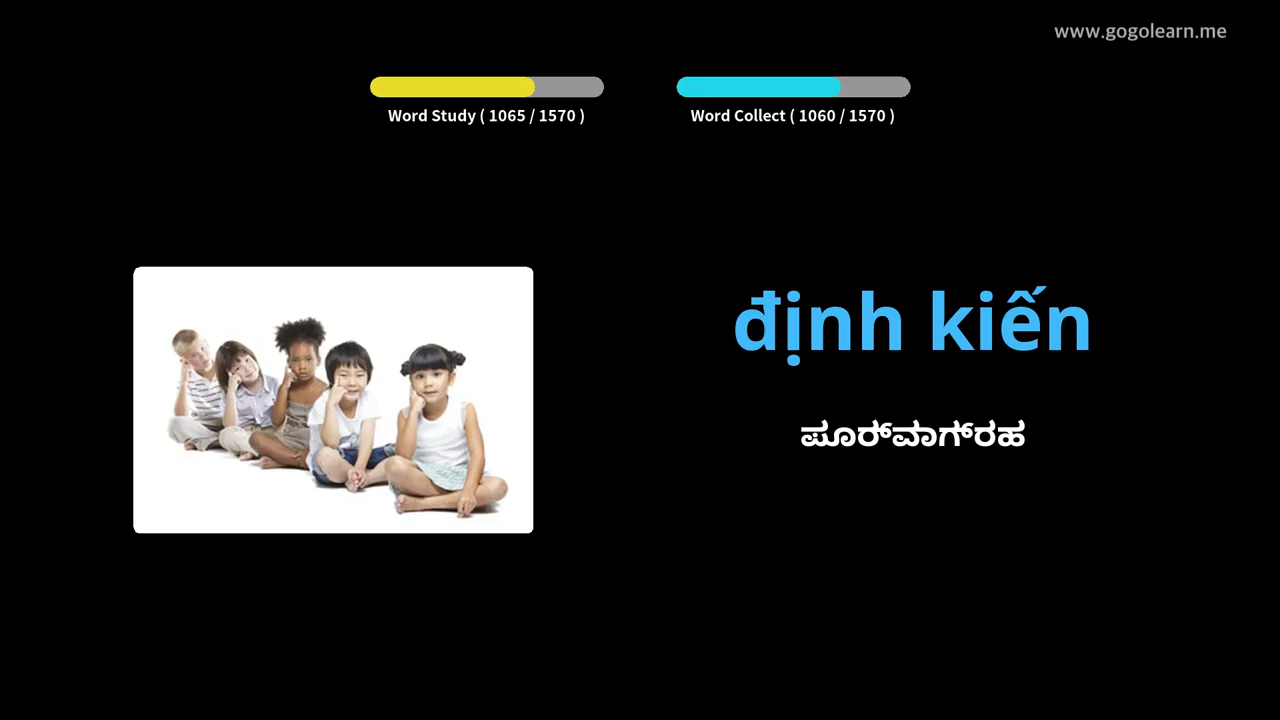 www.gogolearn.me
Word Study ( 1065 / 1570 )
Word Collect ( 1060 / 1570 )
định kiến
ಪೂರ್‌ವಾಗ್‌ರಹ